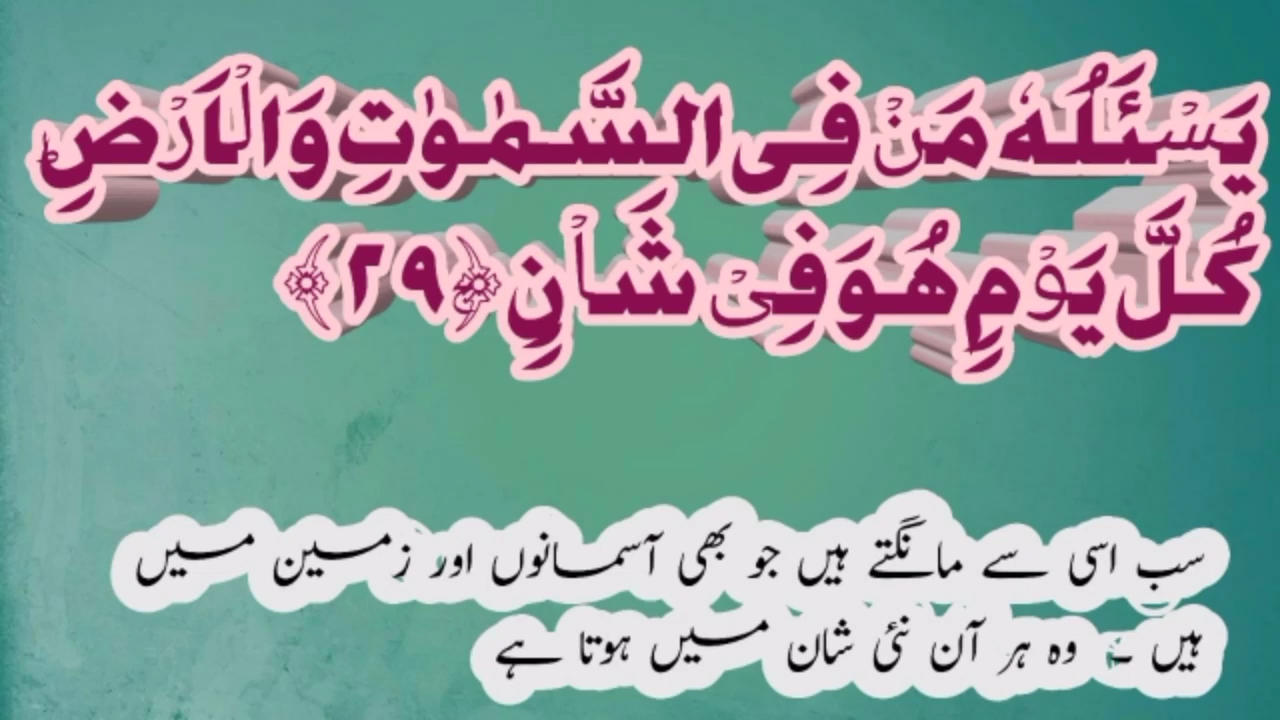 یَسْـَٔلُهٗ مَنْ فِی السَّمٰوٰتِ وَالْاَرْضِؕ
كُلَّ یَوْمٍ هُوَ فِیْ شَاْنٍۚ﴿۲۹﴾
سب اسی سے مانگتے ہیں جو بھی آسمانوں اور زمین میں
ہیں ۔ وہ ہر آن نئی شان میں ہوتا ہے